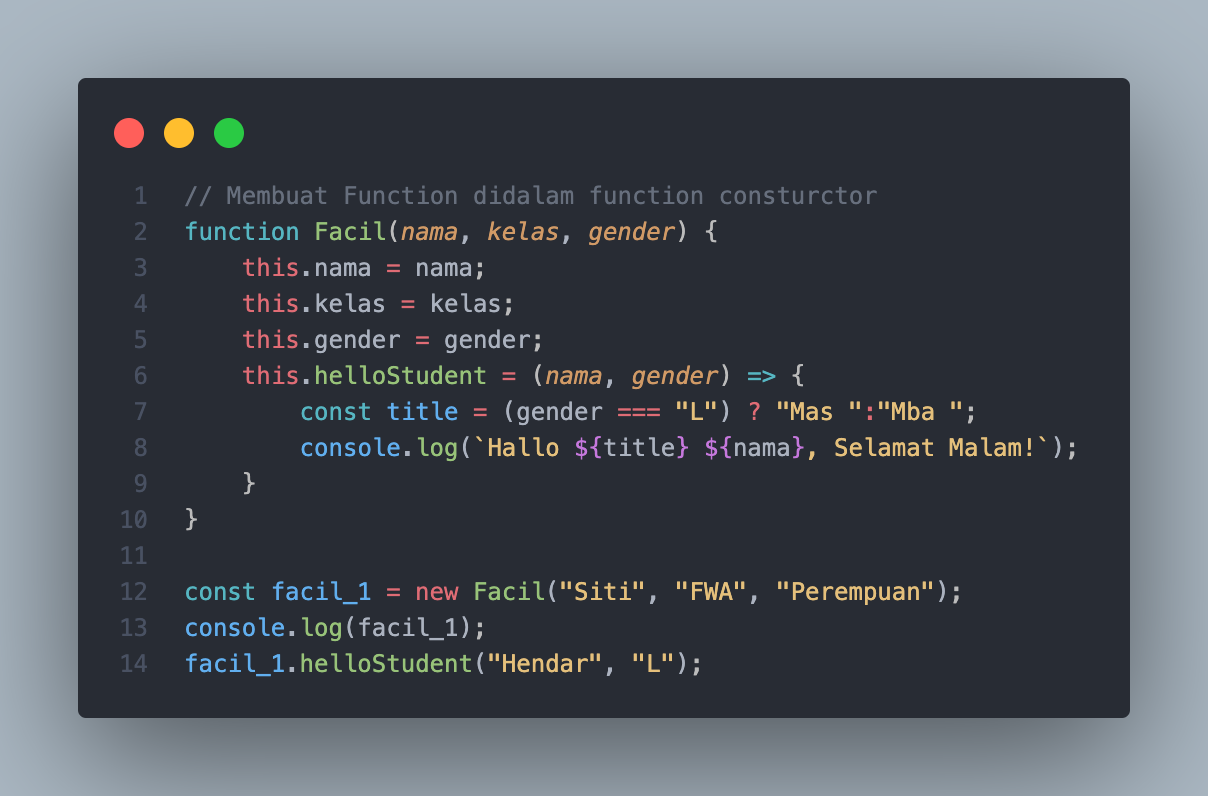 1 // Membuat Function didalam function consturctor
2 function Facil(nama, kelas, gender) {
3     this.nama = nama;
4     this.kelas = kelas;
5     this.gender = gender;
6     this.helloStudent = (nama, gender) => {
7         const title = (gender === "L") ? "Mas ":"Mba ";
8         console.log(`Hallo ${title} ${nama}, Selamat Malam!`);
9     }
10 }
11
12 const facil_1 = new Facil("Siti", "FWA", "Perempuan");
13 console.log(facil_1);
14 facil_1.helloStudent("Hendar", "L");